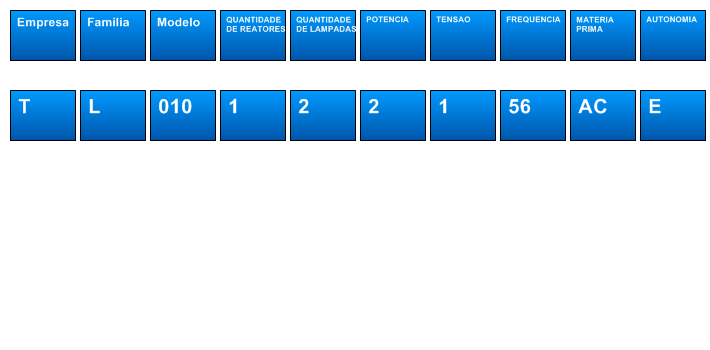 Empresa Familia Modelo QUANTIDADE DE REATORES QUANTIDADE DE LAMPADAS POTENCIA TENSAO FREQUENCIA MATERIA PRIMA AUTONOMIA
T L 010 1 2 2 1 56 AC E